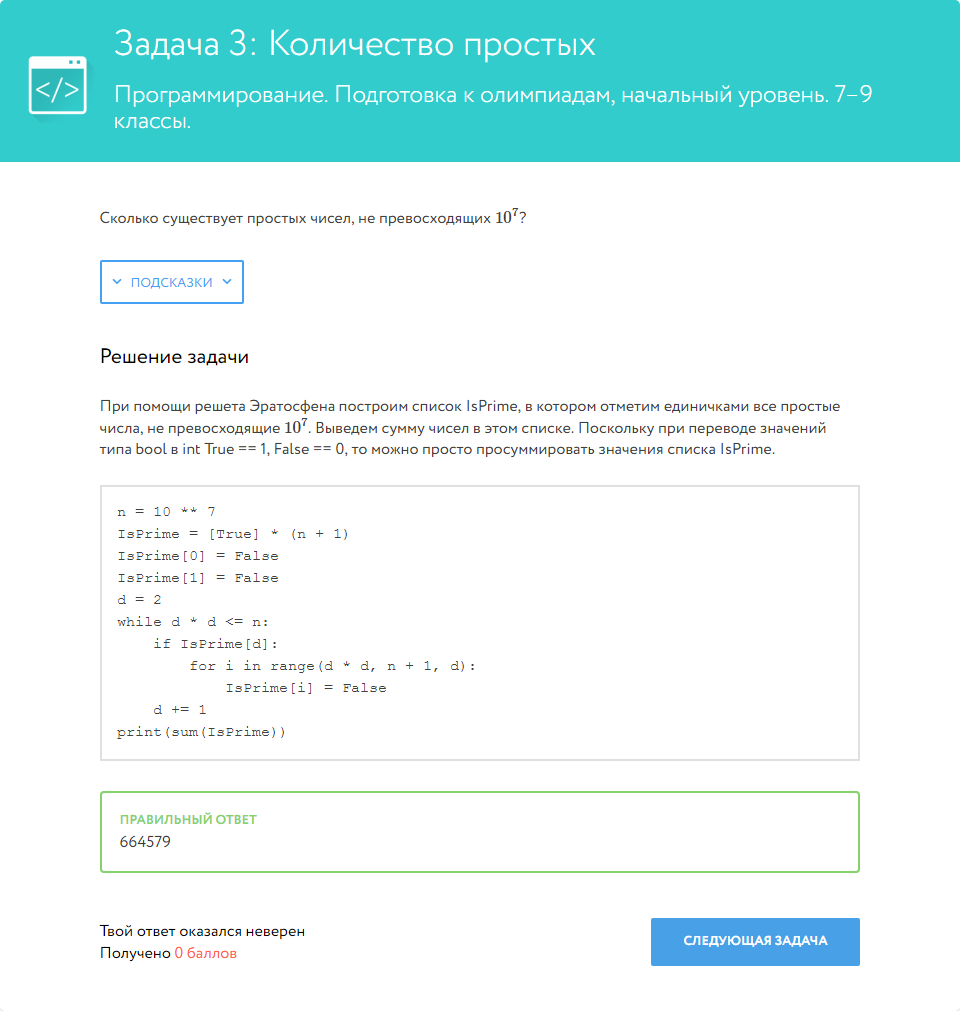 Задача 3: Количество простых
</>
Программирование. Подготовка к олимпиадам, начальный уровень. 7–9
классы.
Сколько существует простых чисел, не превосходящих 10⁷?
ПОДСКАЗКИ
Решение задачи
При помощи решета Эратосфена построим список IsPrime, в котором отметим единичками все простые
числа, не превосходящие 10⁷. Выведем сумму чисел в этом списке. Поскольку при переводе значений
типа bool в int True == 1, False == 0, то можно просто просуммировать значения списка IsPrime.
n = 10 ** 7
IsPrime = [True] * (n + 1)
IsPrime[0] = False
IsPrime[1] = False
d = 2
while d * d <= n:
    if IsPrime[d]:
        for i in range(d * d, n + 1, d):
            IsPrime[i] = False
    d += 1
print(sum(IsPrime))
ПРАВИЛЬНЫЙ ОТВЕТ
664579
Твой ответ оказался неверен
Получено 0 баллов
СЛЕДУЮЩАЯ ЗАДАЧА